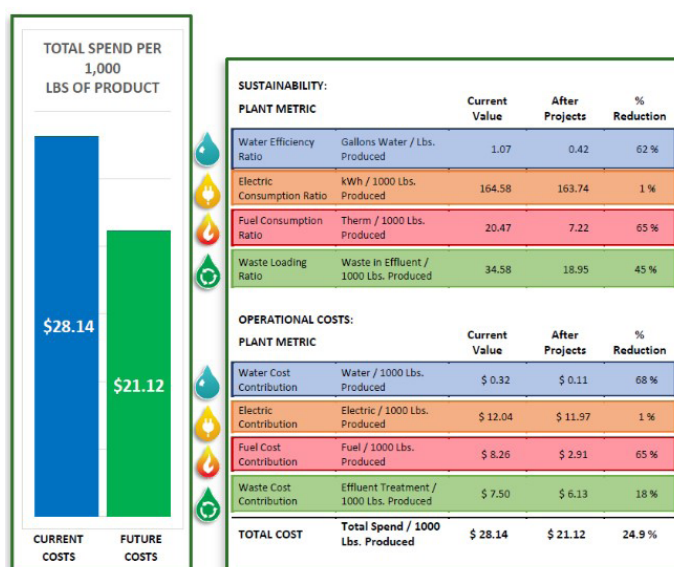 TOTAL SPEND PER
1,000
LBS OF PRODUCT
$28.14
$21.12
CURRENT
COSTS
FUTURE
COSTS
SUSTAINABILITY:
PLANT METRIC
Current
Value
After
Projects
%
Reduction
Water Efficiency
Ratio
Gallons Water / Lbs.
Produced
1.07
0.42
62 %
Electric
Consumption Ratio
kWh / 1000 Lbs.
Produced
164.58
163.74
1 %
Fuel Consumption
Ratio
Therm / 1000 Lbs.
Produced
20.47
7.22
65 %
Waste Loading
Ratio
Waste in Effluent /
1000 Lbs. Produced
34.58
18.95
45 %
OPERATIONAL COSTS:
PLANT METRIC
Current
Value
After
Projects
%
Reduction
Water Cost
Contribution
Water / 1000 Lbs.
Produced
$ 0.32
$ 0.11
68 %
Electric
Contribution
Electric / 1000 Lbs.
Produced
$ 12.04
$ 11.97
1 %
Fuel Cost
Contribution
Fuel / 1000 Lbs.
Produced
$ 8.26
$ 2.91
65 %
Waste Cost
Contribution
Effluent Treatment /
1000 Lbs. Produced
$ 7.50
$ 6.13
18 %
TOTAL COST
Total Spend / 1000
Lbs. Produced
$ 28.14
$ 21.12
24.9 %